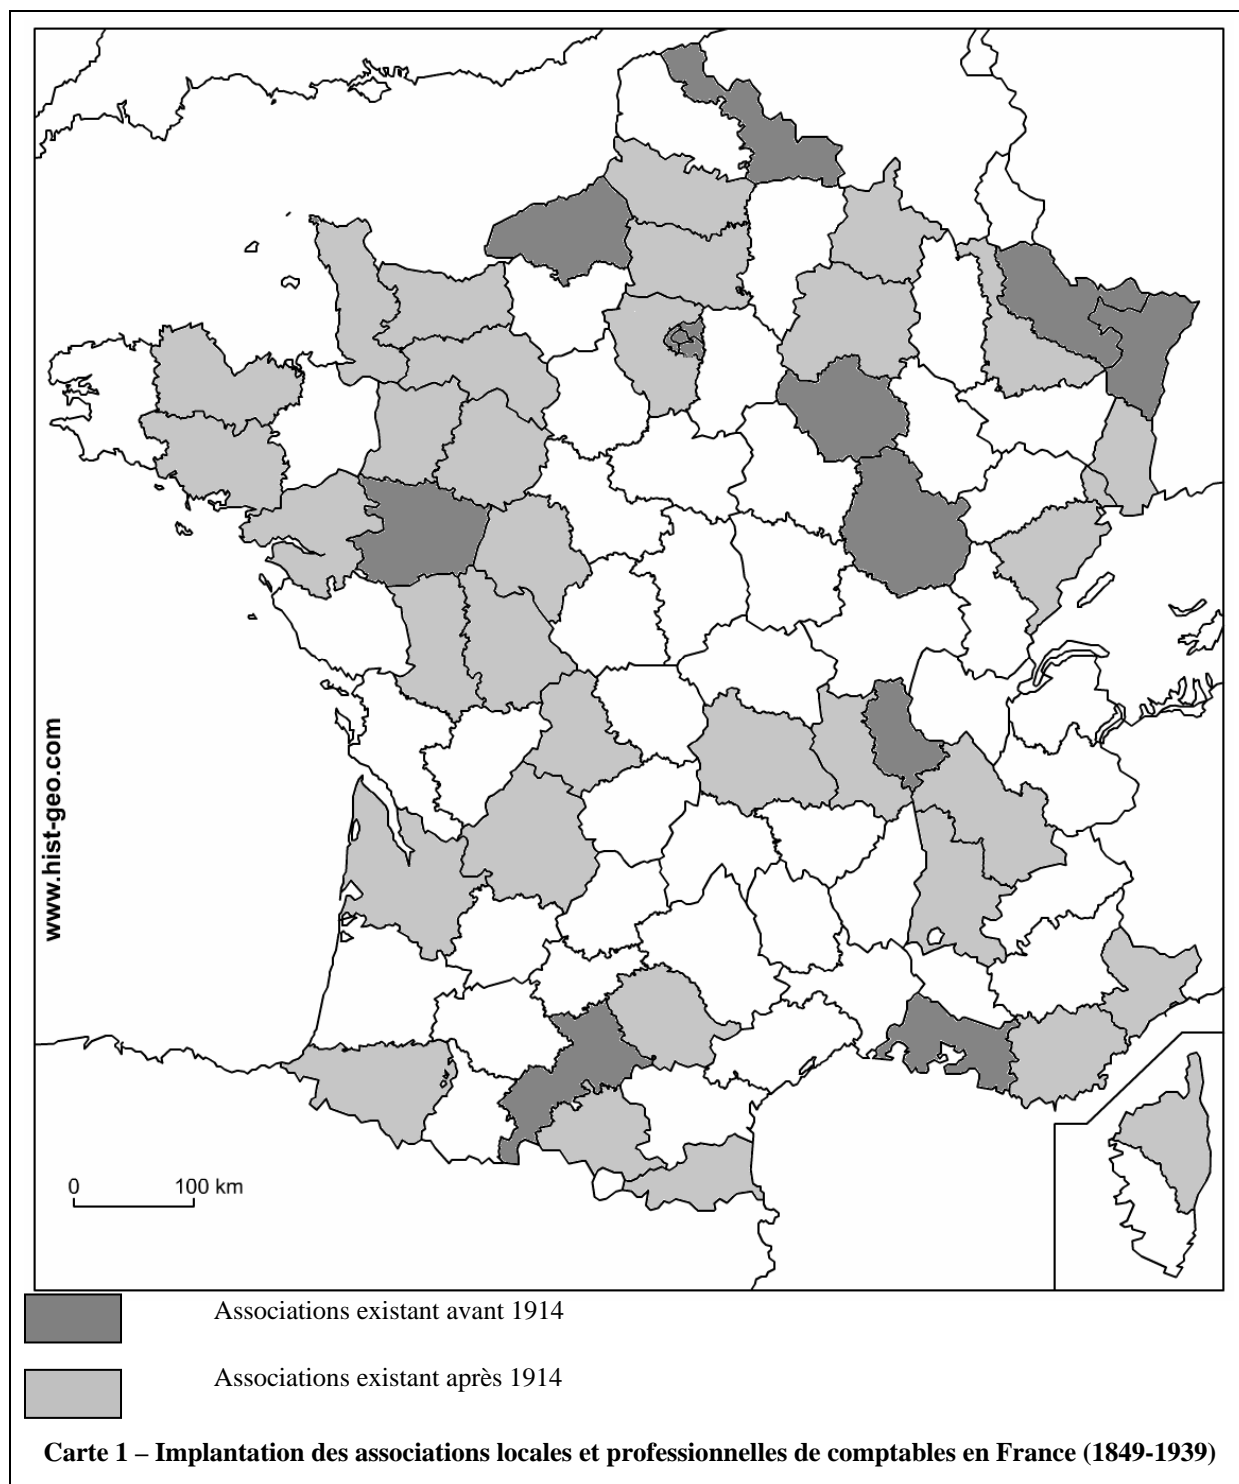 www.hist-geo.com
0 100 km
Associations existant avant 1914
Associations existant après 1914
Carte 1 – Implantation des associations locales et professionnelles de comptables en France (1849-1939)